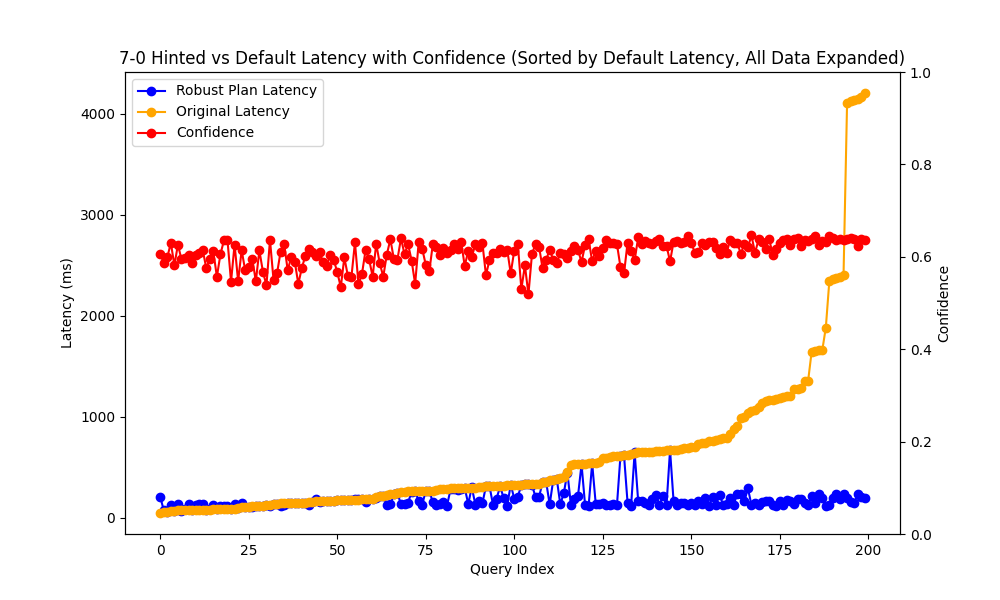 7-0 Hinted vs Default Latency with Confidence (Sorted by Default Latency, All Data Expanded)
Robust Plan Latency
Original Latency
Confidence
4000
3000
2000
1000
0
Latency (ms)
1.0
0.8
0.6
0.4
0.2
0.0
Confidence
0 25 50 75 100 125 150 175 200
Query Index